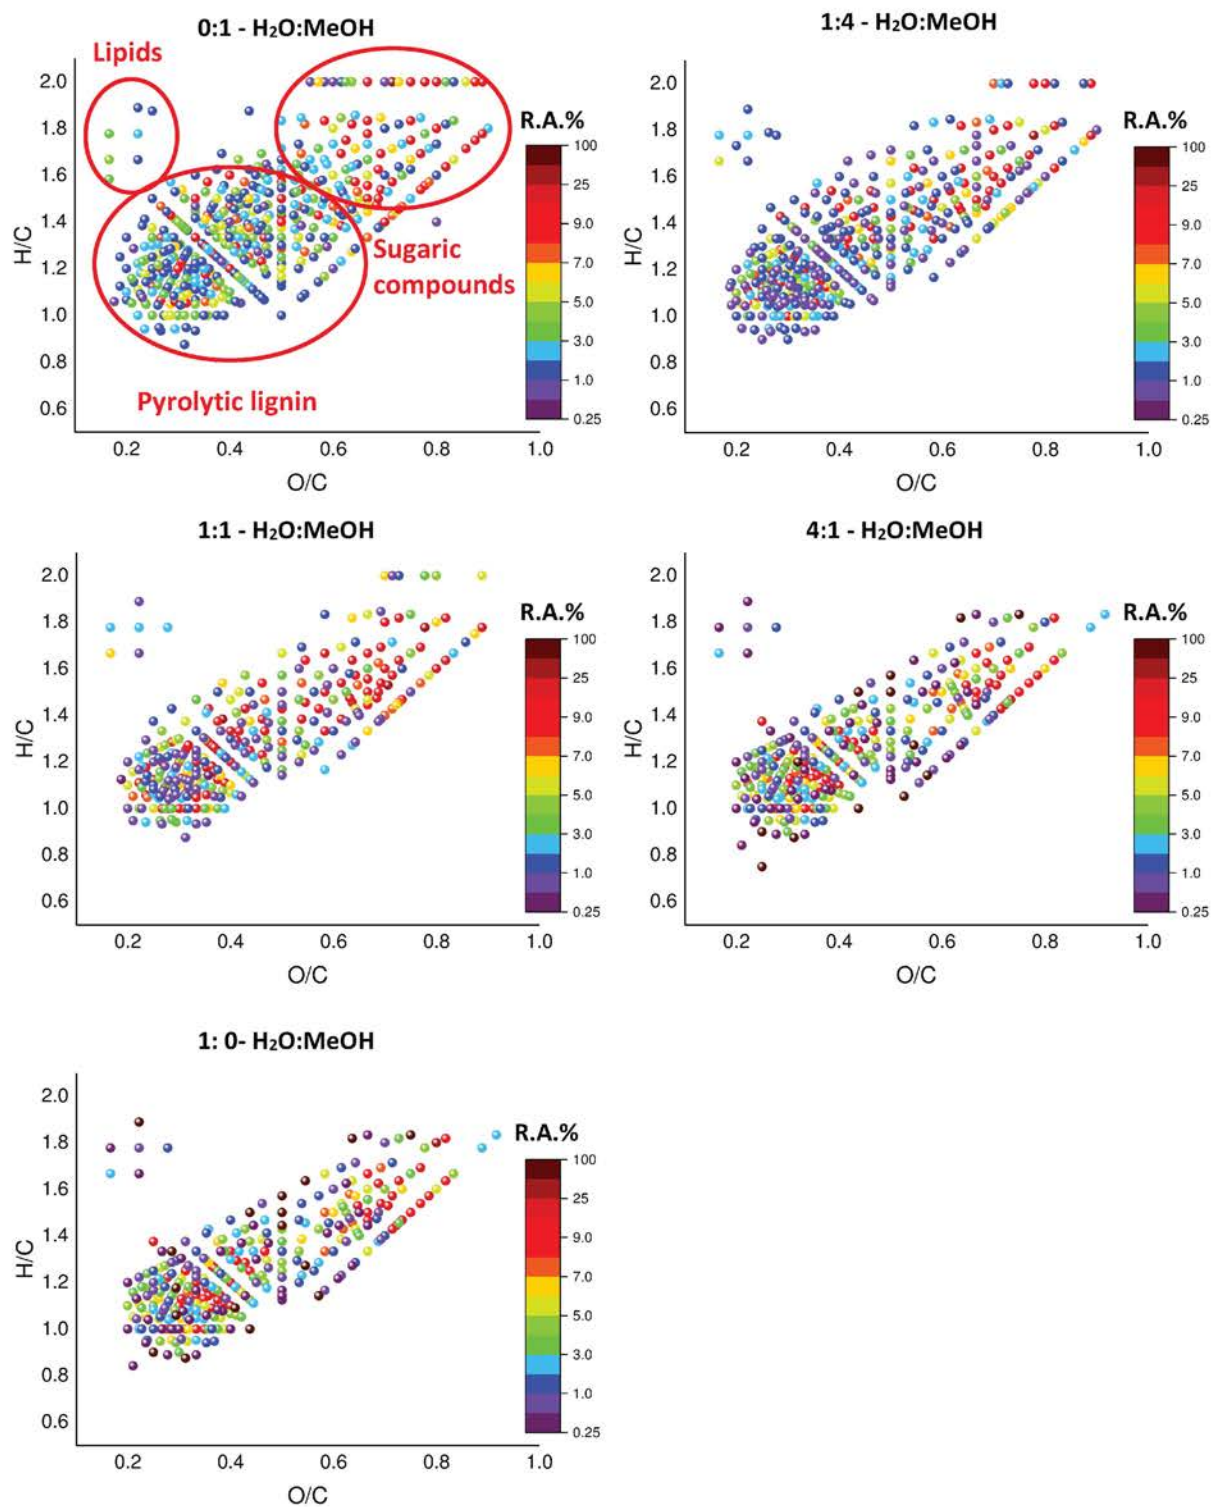 0:1 - H₂O:MeOH
Lipids
2.0
1.8
1.6
1.4
1.2
1.0
0.8
0.6
H/C
Sugaric
compounds
Pyrolytic lignin
0.2 0.4 0.6 0.8 1.0
O/C
R.A.%
100
25
9.0
7.0
5.0
3.0
1.0
0.25
1:4 - H₂O:MeOH
2.0
1.8
1.6
1.4
1.2
1.0
0.8
0.6
H/C
0.2 0.4 0.6 0.8 1.0
O/C
R.A.%
100
25
9.0
7.0
5.0
3.0
1.0
0.25
1:1 - H₂O:MeOH
2.0
1.8
1.6
1.4
1.2
1.0
0.8
0.6
H/C
0.2 0.4 0.6 0.8 1.0
O/C
R.A.%
100
25
9.0
7.0
5.0
3.0
1.0
0.25
4:1 - H₂O:MeOH
2.0
1.8
1.6
1.4
1.2
1.0
0.8
0.6
H/C
0.2 0.4 0.6 0.8 1.0
O/C
R.A.%
100
25
9.0
7.0
5.0
3.0
1.0
0.25
1: 0- H₂O:MeOH
2.0
1.8
1.6
1.4
1.2
1.0
0.8
0.6
H/C
0.2 0.4 0.6 0.8 1.0
O/C
R.A.%
100
25
9.0
7.0
5.0
3.0
1.0
0.25